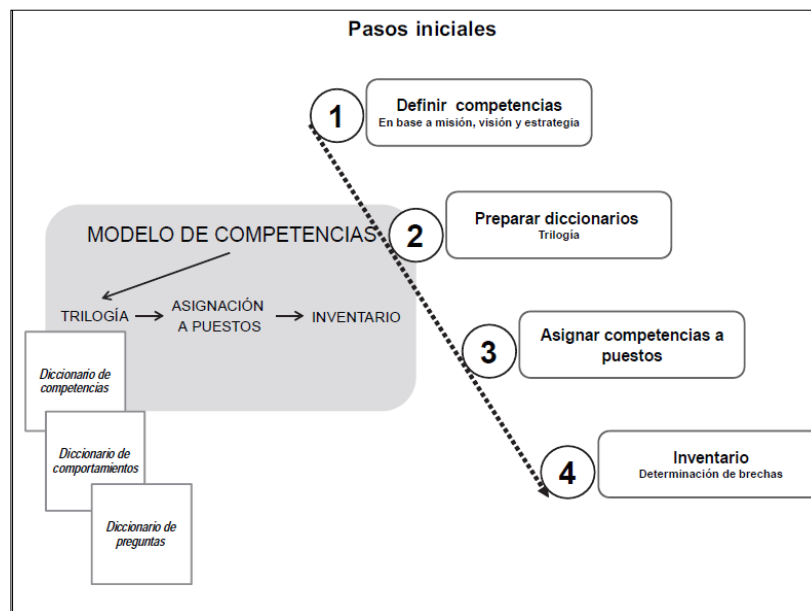 Pasos iniciales
1
Definir competencias
En base a misión, visión y estrategia
2
Preparar diccionarios
Trilogía
MODELO DE COMPETENCIAS
TRILOGÍA
ASIGNACIÓN
A PUESTOS
INVENTARIO
3
Asignar competencias a
puestos
Diccionario de
competencias
Diccionario de
comportamientos
Diccionario de
preguntas
4
Inventario
Determinación de brechas